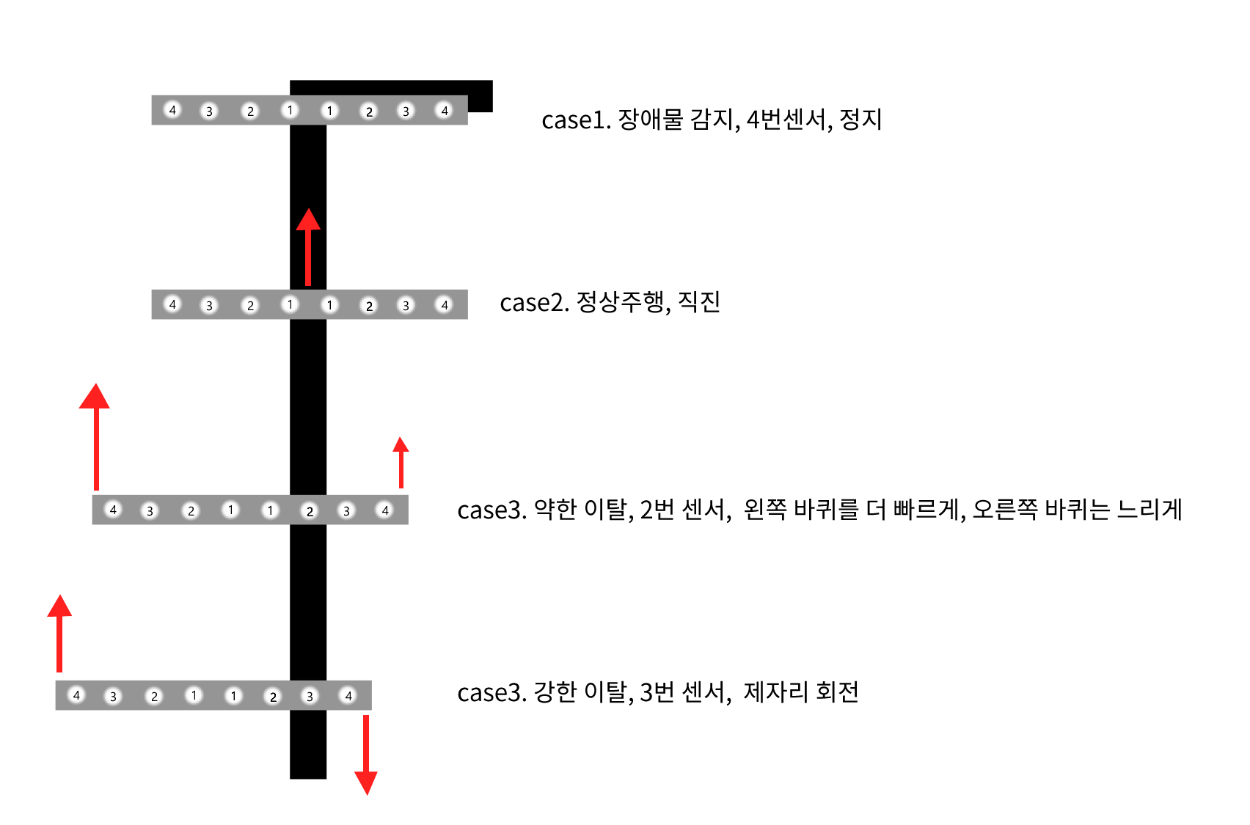 4 3 2 1 1 2 3 4
case1. 장애물 감지, 4번센서, 정지
4 3 2 1 1 2 3 4
case2. 정상주행, 직진
4 3 2 1 1 2 3 4
case3. 약한 이탈, 2번 센서, 왼쪽 바퀴를 더 빠르게, 오른쪽 바퀴는 느리게
4 3 2 1 1 2 3 4
case3. 강한 이탈, 3번 센서, 제자리 회전